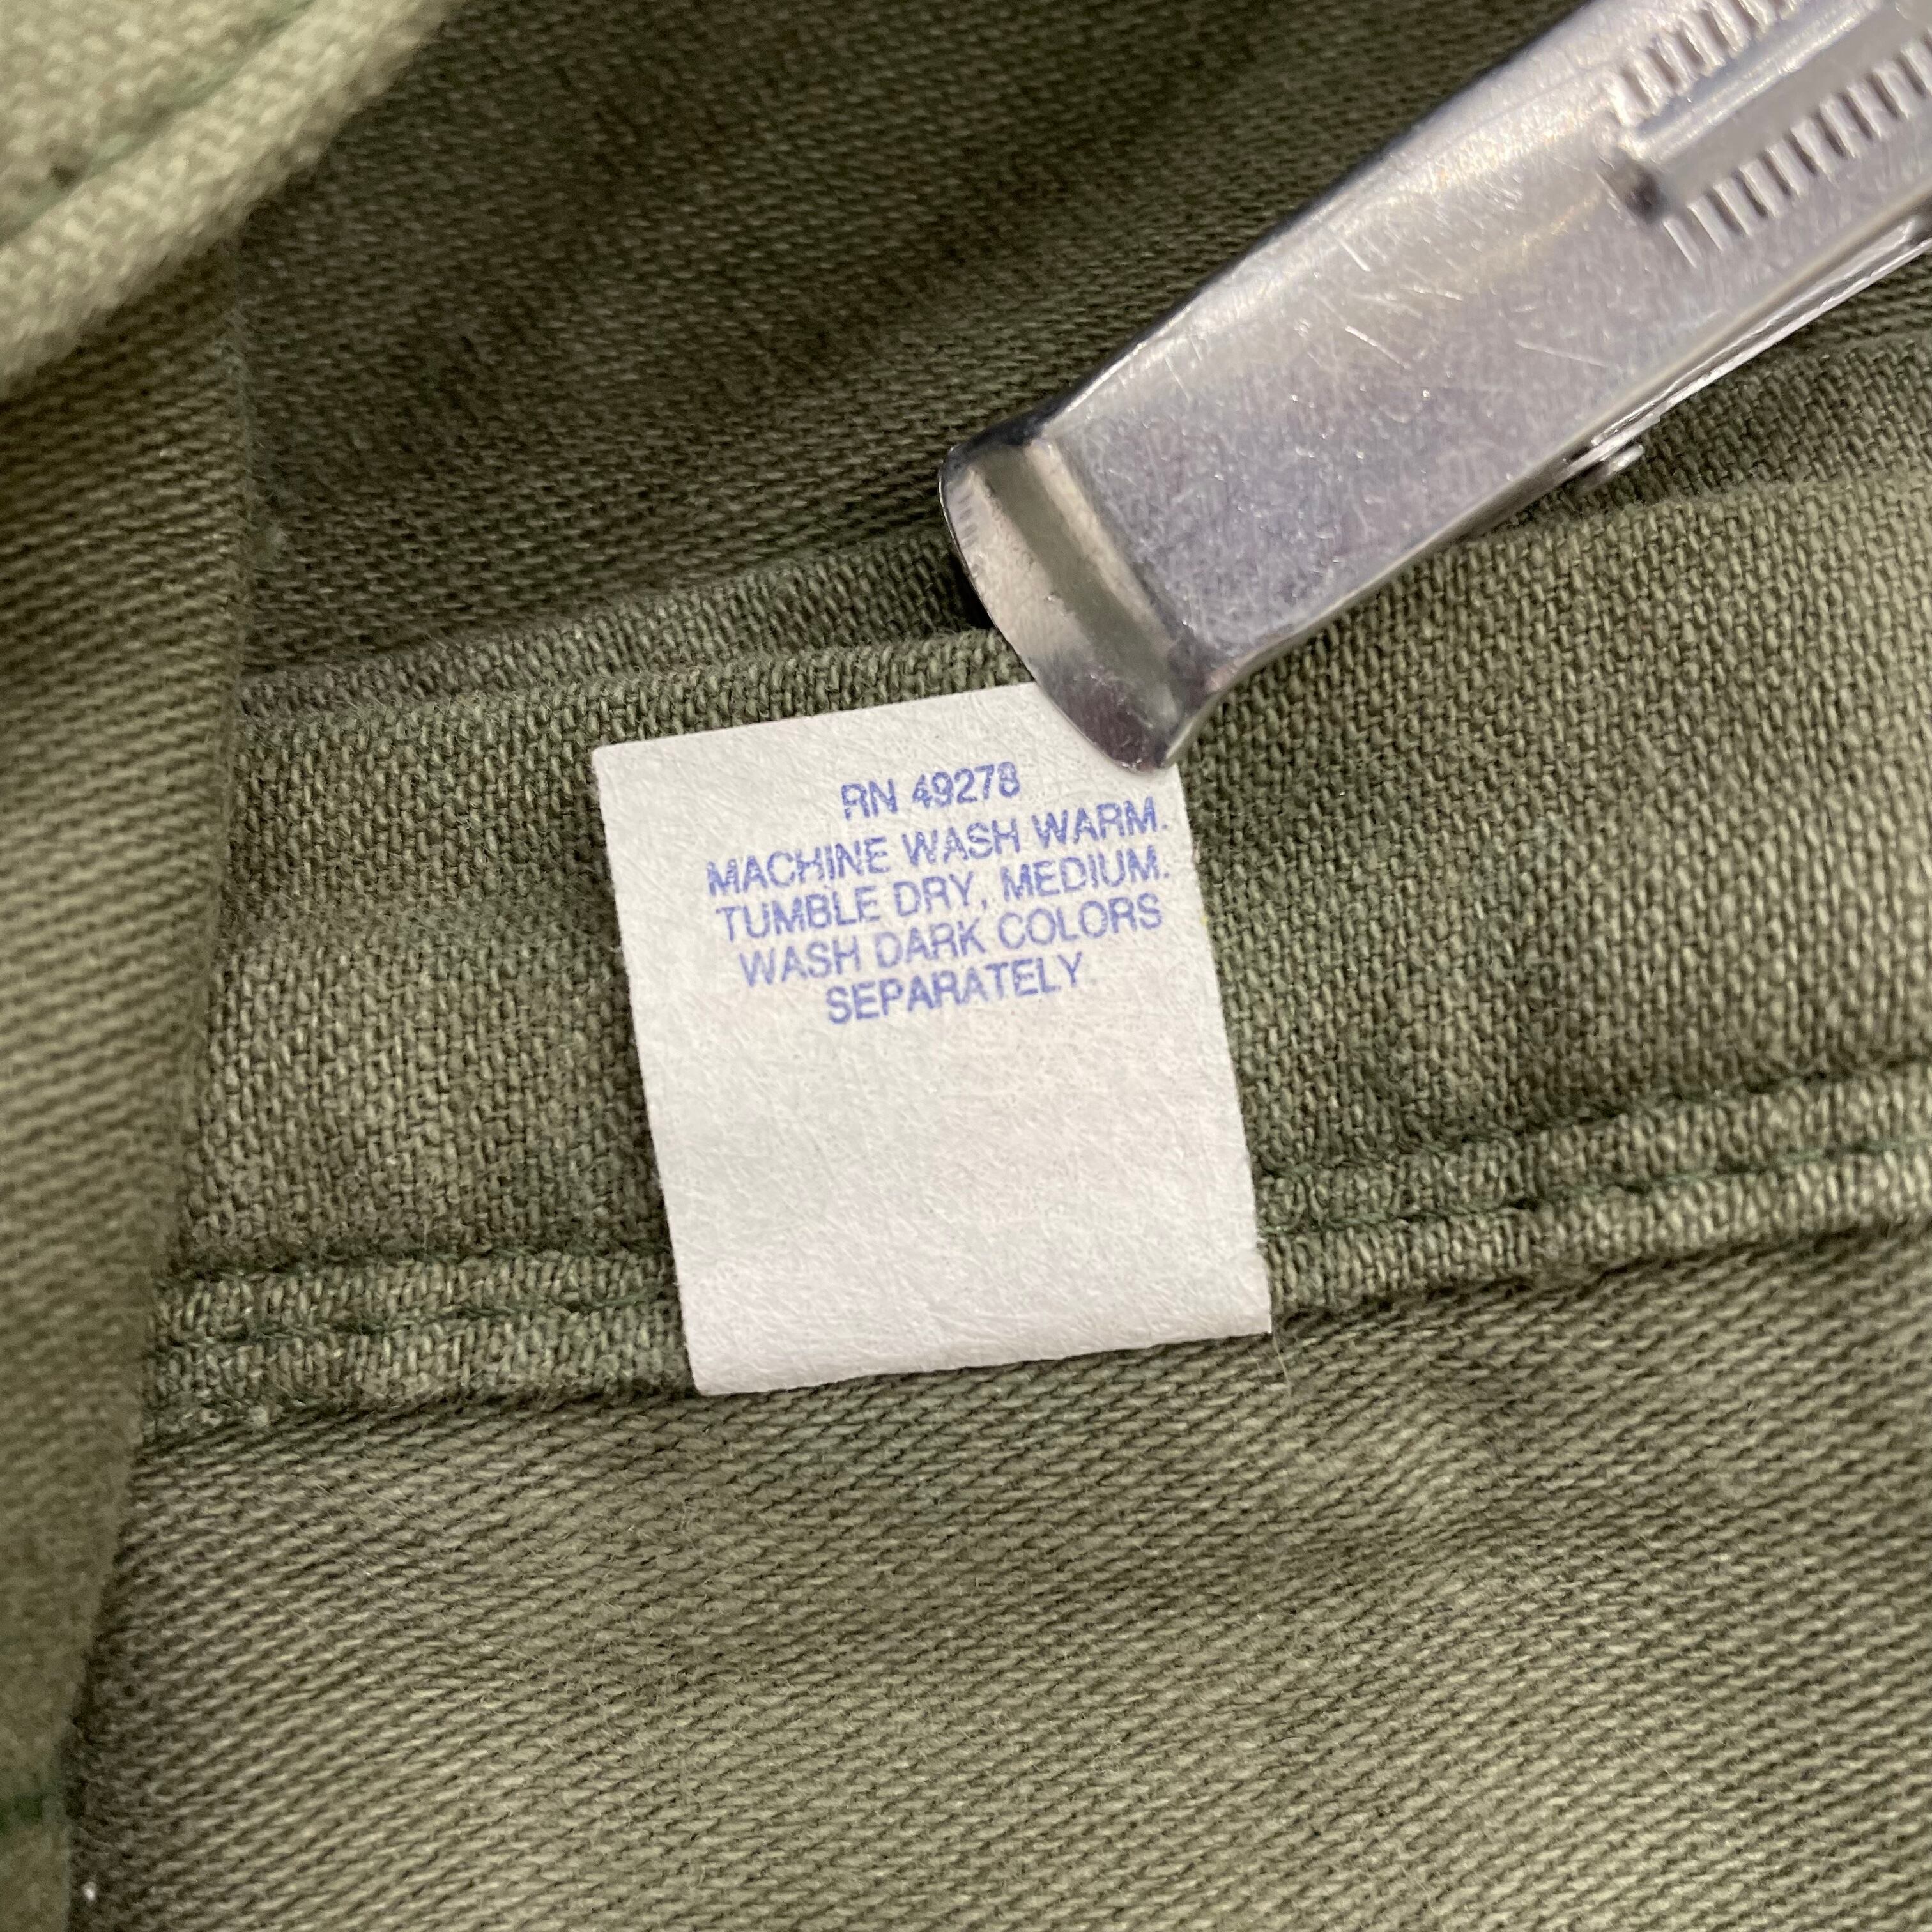 RN 49278
MACHINE WASH WARM.
TUMBLE DRY, MEDIUM.
WASH DARK COLORS
SEPARATELY.